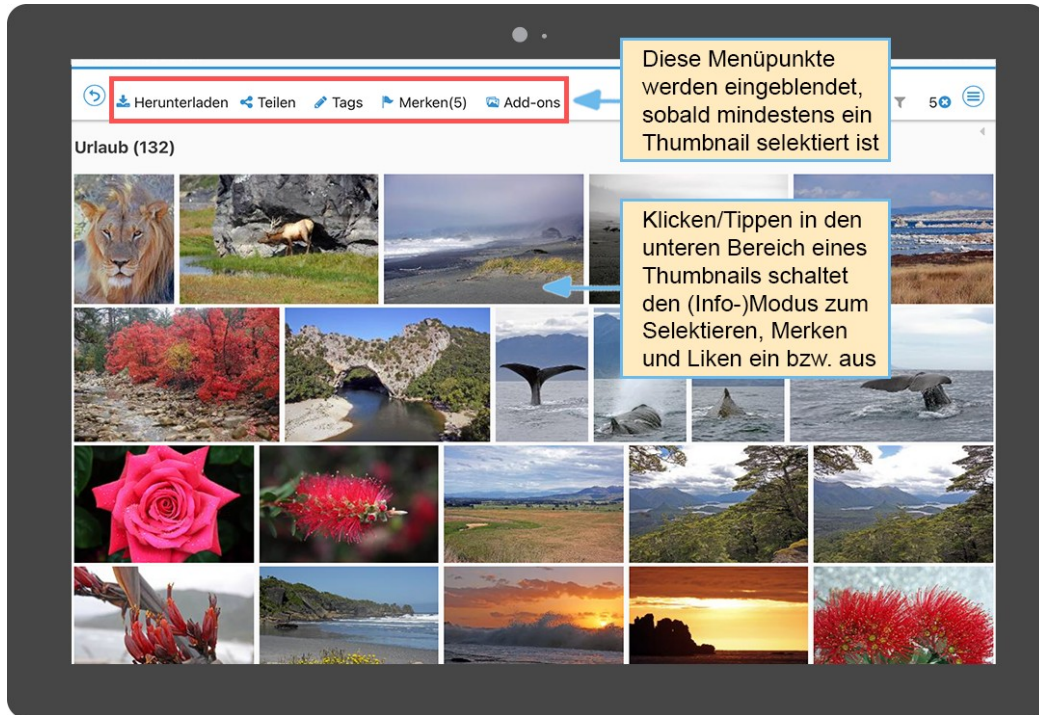 Diese Menüpunkte
werden eingeblendet,
sobald mindestens ein
Thumbnail selektiert ist
Herunterladen Teilen Tags Merken(5) Add-ons
5
Urlaub (132)
Klicken/Tippen in den
unteren Bereich eines
Thumbnails schaltet
den (Info-)Modus zum
Selektieren, Merken
und Liken ein bzw. aus